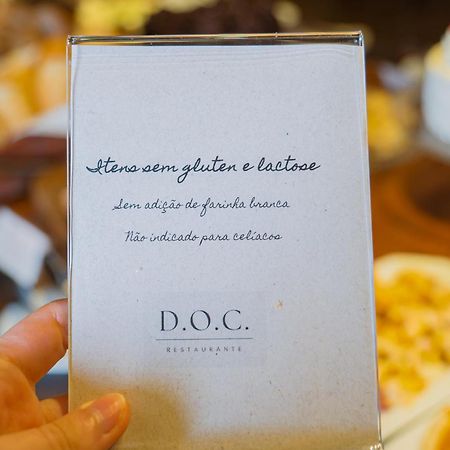 Itens sem gluten e lactose
Sem adição de farinha branca
Não indicado para celíacos
D.O.C.
RESTAURANTE